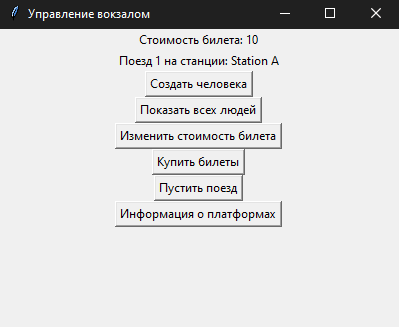 Управление вокзалом
Стоимость билета: 10
Поезд 1 на станции: Station A
Создать человека
Показать всех людей
Изменить стоимость билета
Купить билеты
Пустить поезд
Информация о платформах